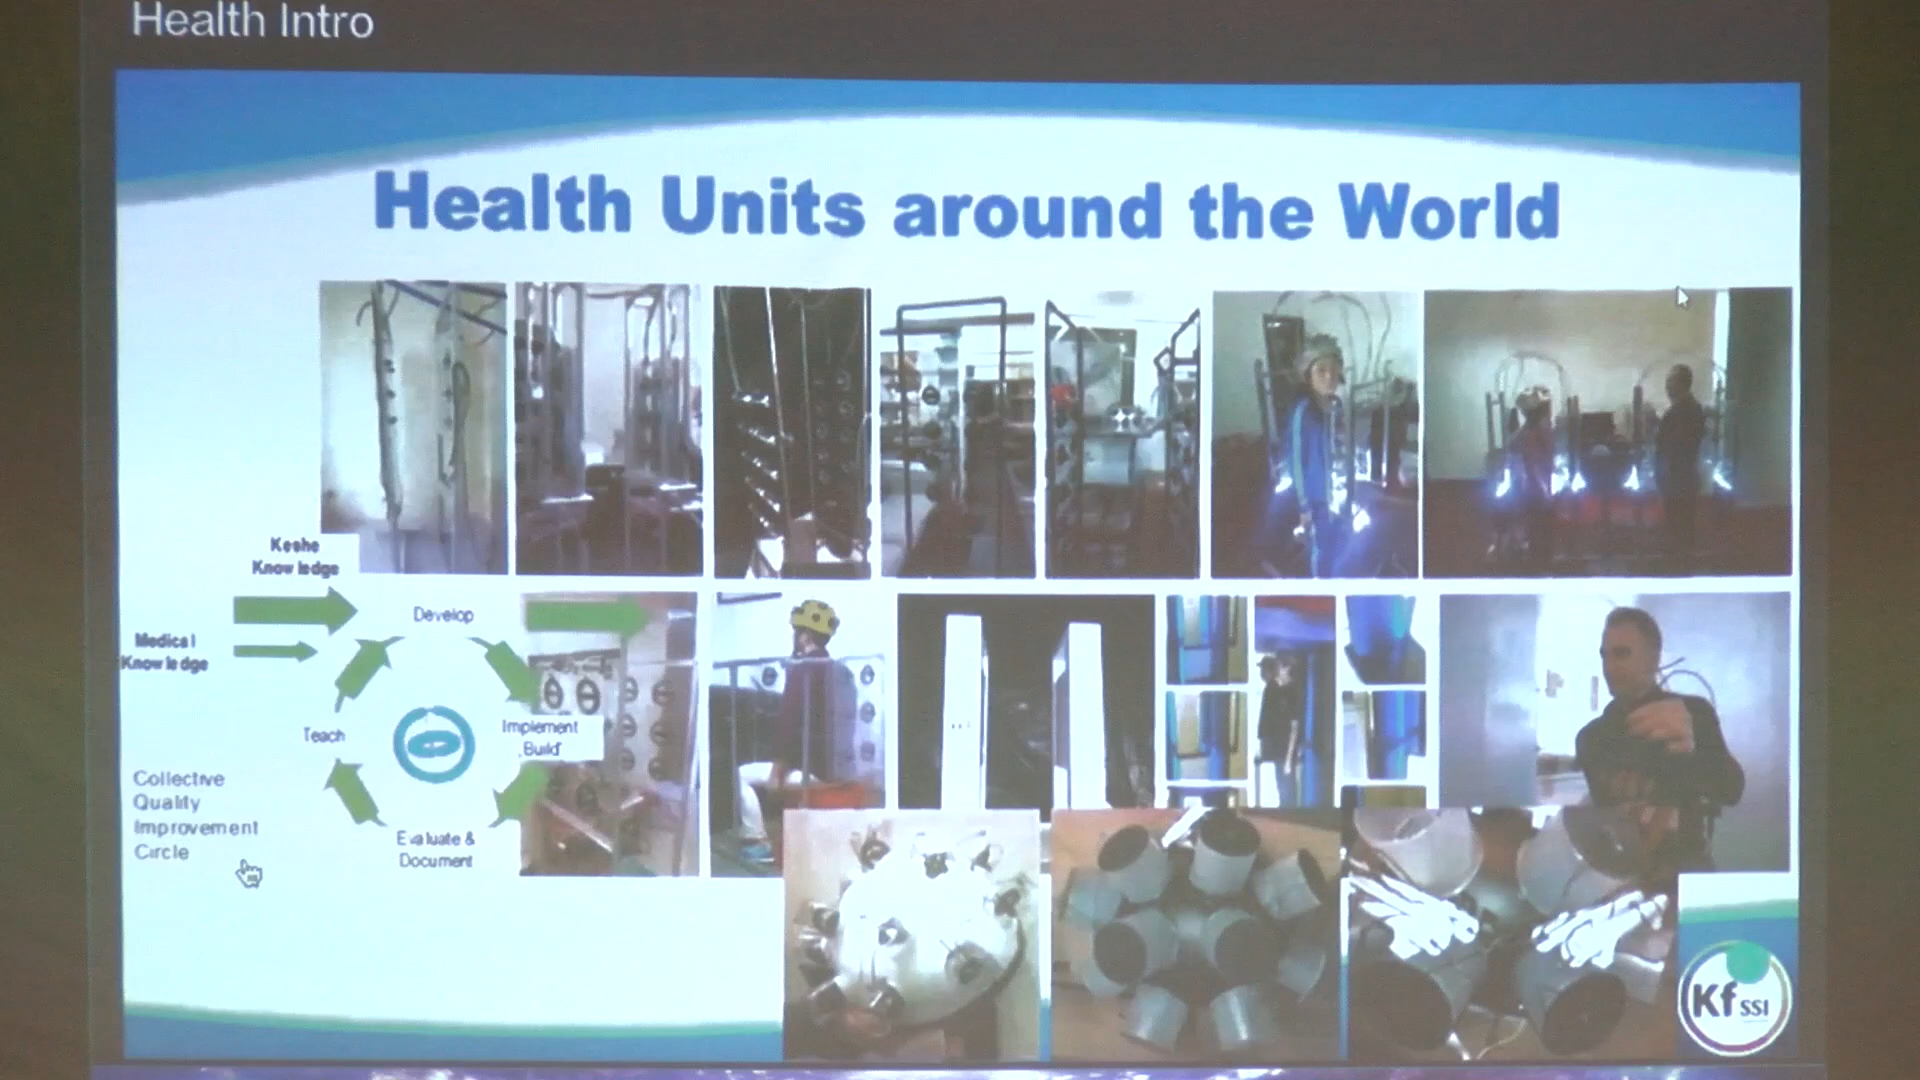 Health Intro
Health Units around the World
Keshe
Knowledge
Medical
Knowledge
Develop
Implement
„Build"
Teach
Evaluate &
Document
Collective
Quality
Improvement
Circle
Kf SSI